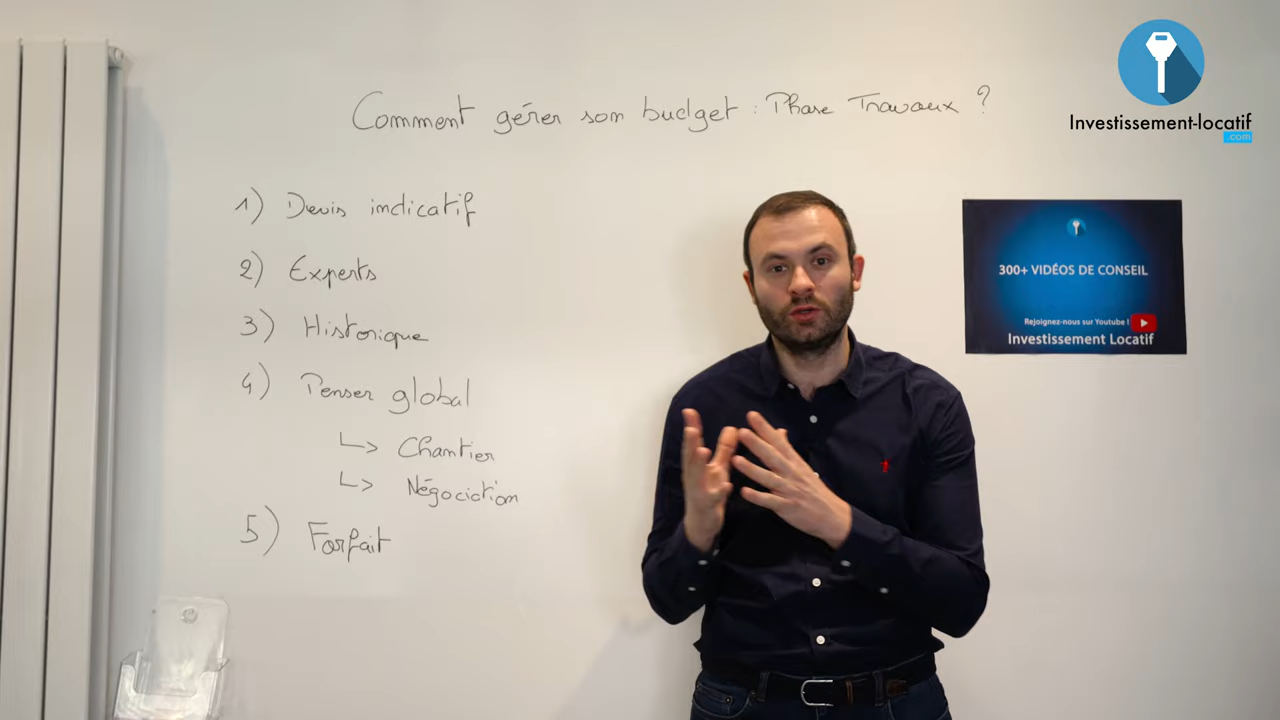 Comment gérer son budget : Phase Travaux ?
1) Devis indicatif
2) Experts
3) Historique
4) Penser global
↳ Chantier
↳ Négociation
5) Forfait
Investissement-locatif
.com
300+ VIDÉOS DE CONSEIL
Rejoignez-nous sur Youtube !
Investissement Locatif